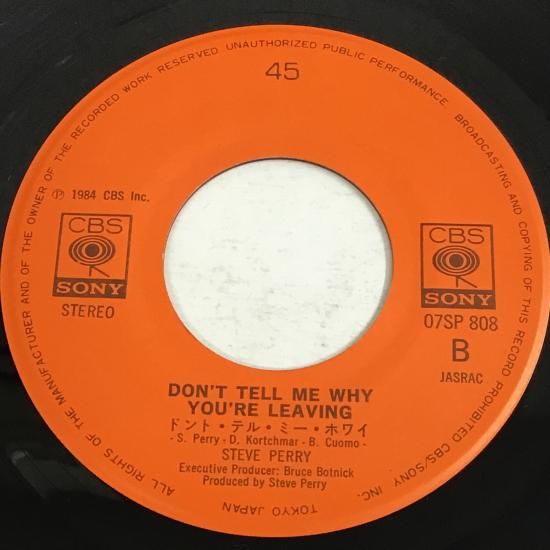 ALL RIGHTS OF THE MANUFACTURER AND OF THE OWNER OF THE RECORDED WORK RESERVED UNAUTHORIZED PUBLIC PERFORMANCE BROADCASTING AND COPYING OF THIS RECORD PROHIBITED CBS/SONY INC.
TOKYO JAPAN
45
Ⓟ 1984 CBS Inc.
CBS
SONY
STEREO
CBS
SONY
07SP 808
B
JASRAC
DON'T TELL ME WHY
YOU'RE LEAVING
ドント・テル・ミー・ホワイ
- S. Perry - D. Kortchmar - B. Cuomo -
STEVE PERRY
Executive Producer: Bruce Botnick
Produced by Steve Perry